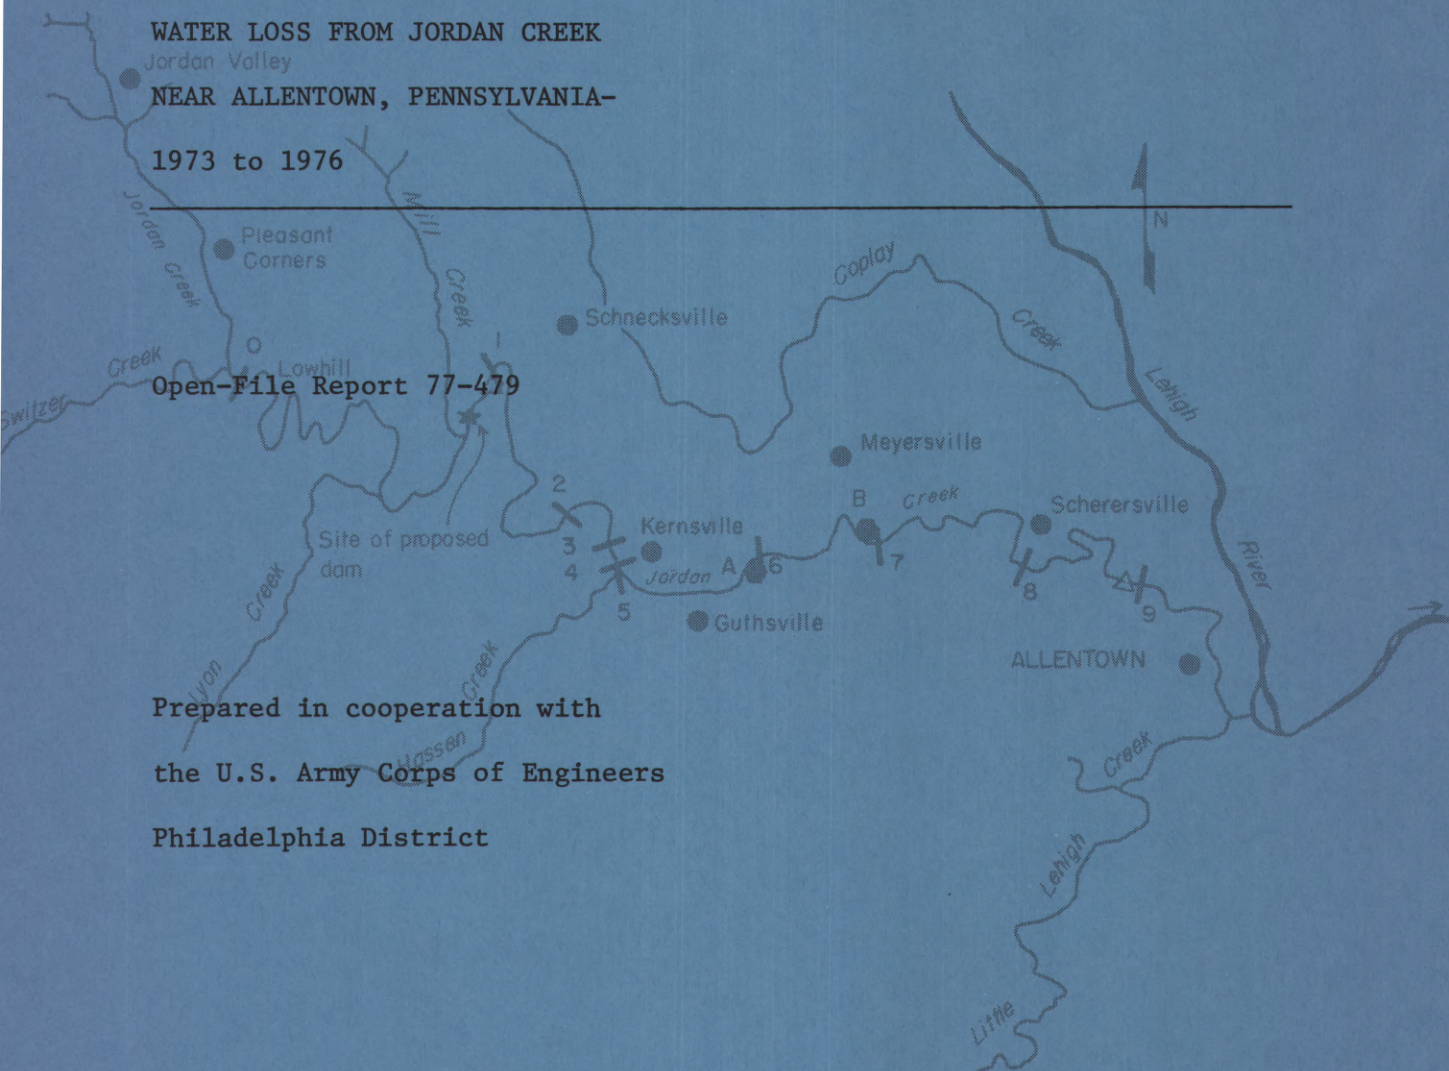 WATER LOSS FROM JORDAN CREEK
Jordan Valley
NEAR ALLENTOWN, PENNSYLVANIA-
1973 to 1976
Jordan Creek
Mill Creek
N
Pleasant
Corners
Coplay Creek
Schnecksville
O
1
Lowhill
Switzer Creek
Open-File Report 77-479
Lehigh River
Meyersville
2
B
Creek
Scherersville
Kernsville
Site of proposed
dam
3
4
Jordan
A
6
7
5
8
9
Guthsville
ALLENTOWN
Lyon Creek
Hassen Creek
Prepared in cooperation with
the U.S. Army Corps of Engineers
Philadelphia District
Little Lehigh Creek